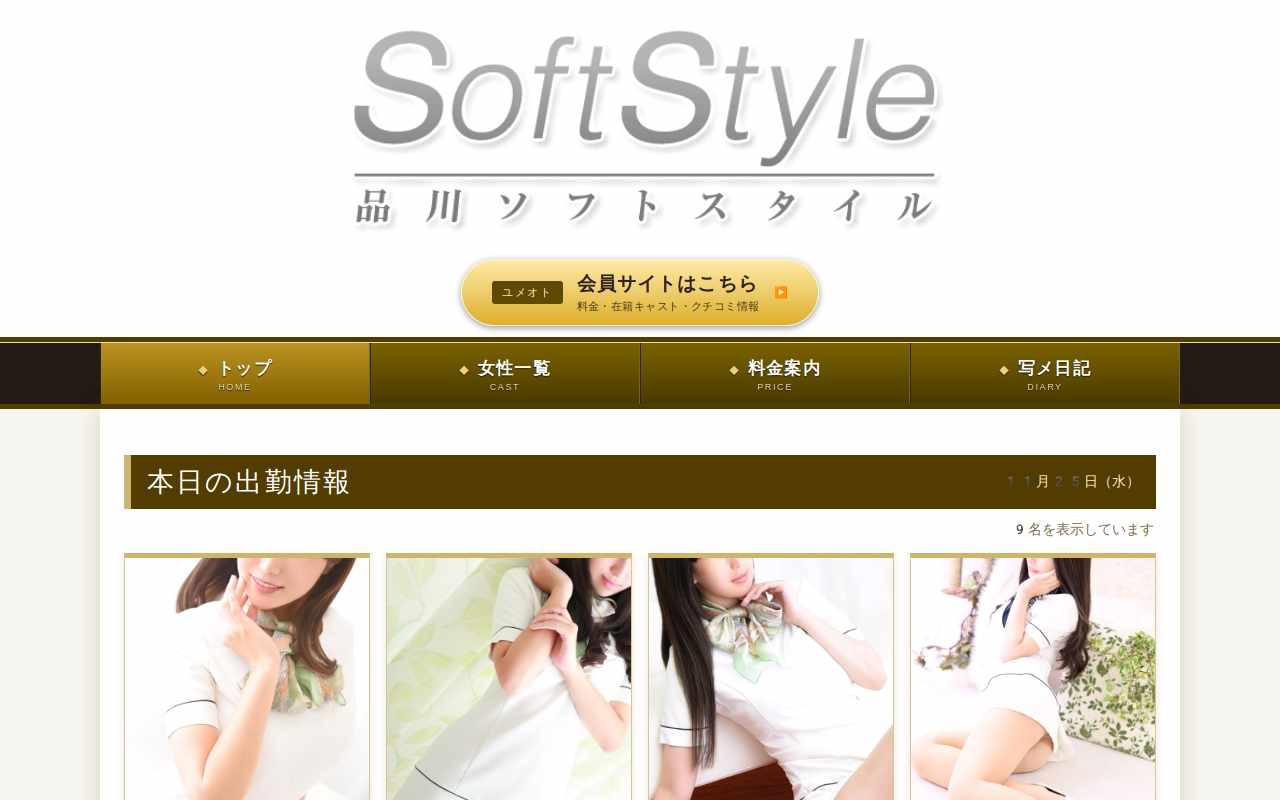 SoftStyle
品川ソフトスタイル
ユメオト
会員サイトはこちら
料金・在籍キャスト・クチコミ情報
◆ トップ
HOME
◆ 女性一覧
CAST
◆ 料金案内
PRICE
◆ 写メ日記
DIARY
本日の出勤情報
11月25日（水）
9 名を表示しています